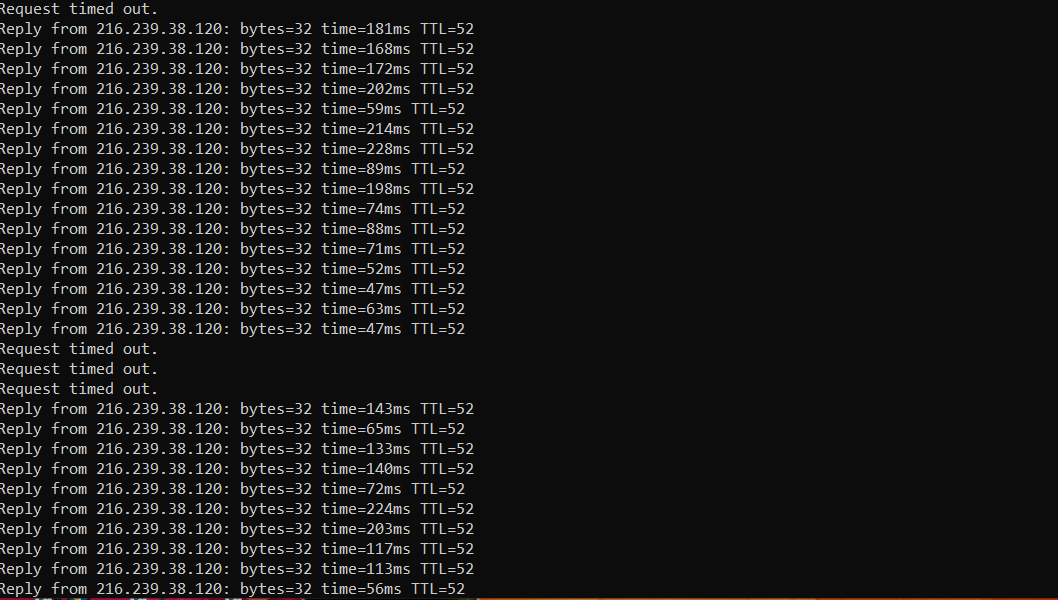 Request timed out.
Reply from 216.239.38.120: bytes=32 time=181ms TTL=52
Reply from 216.239.38.120: bytes=32 time=168ms TTL=52
Reply from 216.239.38.120: bytes=32 time=172ms TTL=52
Reply from 216.239.38.120: bytes=32 time=202ms TTL=52
Reply from 216.239.38.120: bytes=32 time=59ms TTL=52
Reply from 216.239.38.120: bytes=32 time=214ms TTL=52
Reply from 216.239.38.120: bytes=32 time=228ms TTL=52
Reply from 216.239.38.120: bytes=32 time=89ms TTL=52
Reply from 216.239.38.120: bytes=32 time=198ms TTL=52
Reply from 216.239.38.120: bytes=32 time=74ms TTL=52
Reply from 216.239.38.120: bytes=32 time=88ms TTL=52
Reply from 216.239.38.120: bytes=32 time=71ms TTL=52
Reply from 216.239.38.120: bytes=32 time=52ms TTL=52
Reply from 216.239.38.120: bytes=32 time=47ms TTL=52
Reply from 216.239.38.120: bytes=32 time=63ms TTL=52
Reply from 216.239.38.120: bytes=32 time=47ms TTL=52
Request timed out.
Request timed out.
Request timed out.
Reply from 216.239.38.120: bytes=32 time=143ms TTL=52
Reply from 216.239.38.120: bytes=32 time=65ms TTL=52
Reply from 216.239.38.120: bytes=32 time=133ms TTL=52
Reply from 216.239.38.120: bytes=32 time=140ms TTL=52
Reply from 216.239.38.120: bytes=32 time=72ms TTL=52
Reply from 216.239.38.120: bytes=32 time=224ms TTL=52
Reply from 216.239.38.120: bytes=32 time=203ms TTL=52
Reply from 216.239.38.120: bytes=32 time=117ms TTL=52
Reply from 216.239.38.120: bytes=32 time=113ms TTL=52
Reply from 216.239.38.120: bytes=32 time=56ms TTL=52